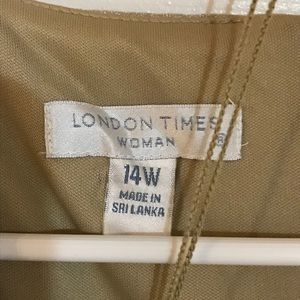 LONDON TIMES
WOMAN
®
14W
MADE IN
SRI LANKA